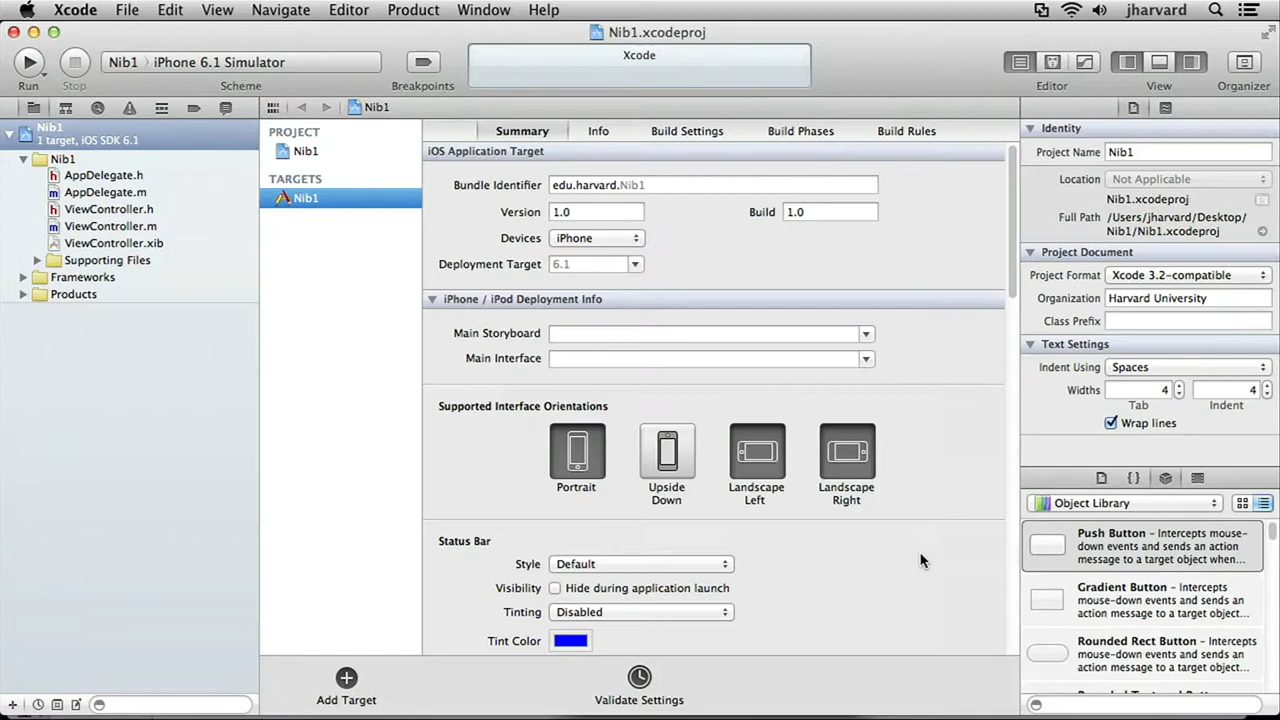 Xcode File Edit View Navigate Editor Product Window Help jharvard
Nib1.xcodeproj
Nib1 iPhone 6.1 Simulator
Xcode
Run Stop Scheme Breakpoints Editor View Organizer
Nib1
Nib1
1 target, iOS SDK 6.1
Nib1
AppDelegate.h
AppDelegate.m
ViewController.h
ViewController.m
ViewController.xib
Supporting Files
Frameworks
Products
PROJECT
Nib1
TARGETS
Nib1
Summary Info Build Settings Build Phases Build Rules
iOS Application Target
Bundle Identifier edu.harvard.Nib1
Version 1.0 Build 1.0
Devices iPhone
Deployment Target 6.1
iPhone / iPod Deployment Info
Main Storyboard
Main Interface
Supported Interface Orientations
Portrait
Upside
Down
Landscape
Left
Landscape
Right
Status Bar
Style Default
Visibility Hide during application launch
Tinting Disabled
Tint Color
Add Target Validate Settings
Identity
Project Name Nib1
Location Not Applicable
Nib1.xcodeproj
Full Path /Users/jharvard/Desktop/
Nib1/Nib1.xcodeproj
Project Document
Project Format Xcode 3.2-compatible
Organization Harvard University
Class Prefix
Text Settings
Indent Using Spaces
Widths 4 4
Tab Indent
Wrap lines
{ }
Object Library
Push Button – Intercepts mouse-
down events and sends an action
message to a target object when...
Gradient Button – Intercepts
mouse-down events and sends an
action message to a target object...
Rounded Rect Button – Intercepts
mouse-down events and sends an
action message to a target object...